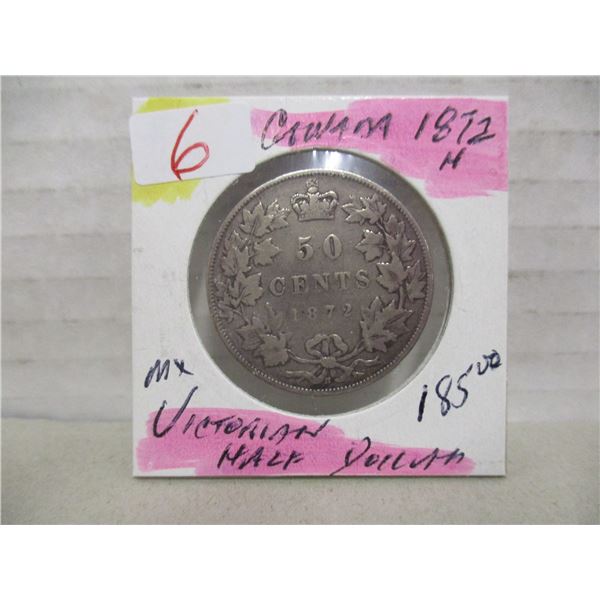 6
CANADA 1872
H
50
CENTS
1872
MX
185.00
VICTORIAN
HALF DOLLAR